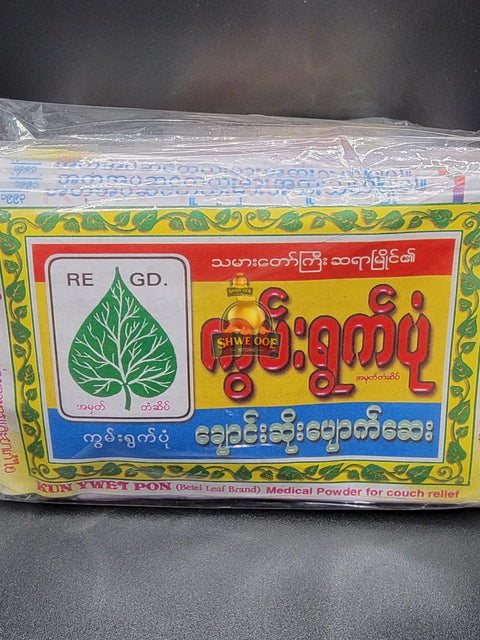 သမားတော်ကြီး ဆရာမြိုင်၏
RE GD.
SHWE OOF
STORE
ကွမ်းရွက်ပုံ
အမှတ်တံဆိပ်
အမှတ် တံဆိပ်
ကွမ်းရွက်ပုံ
ချောင်းဆိုးပျောက်ဆေး
KUN YWET PON (Betel Leaf Brand) Medical Powder for couch relief